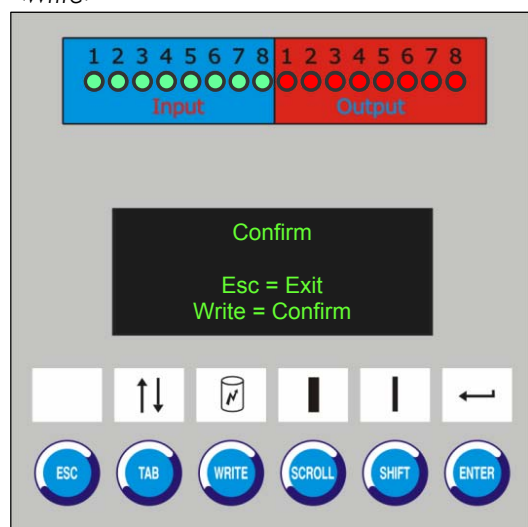 1 2 3 4 5 6 7 8 1 2 3 4 5 6 7 8
Input Output
Confirm
Esc = Exit
Write = Confirm
ESC TAB WRITE SCROLL SHIFT ENTER